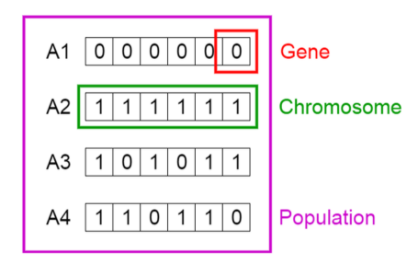 A1 0 0 0 0 0 0 Gene
A2 1 1 1 1 1 1 Chromosome
A3 1 0 1 0 1 1
A4 1 1 0 1 1 0 Population